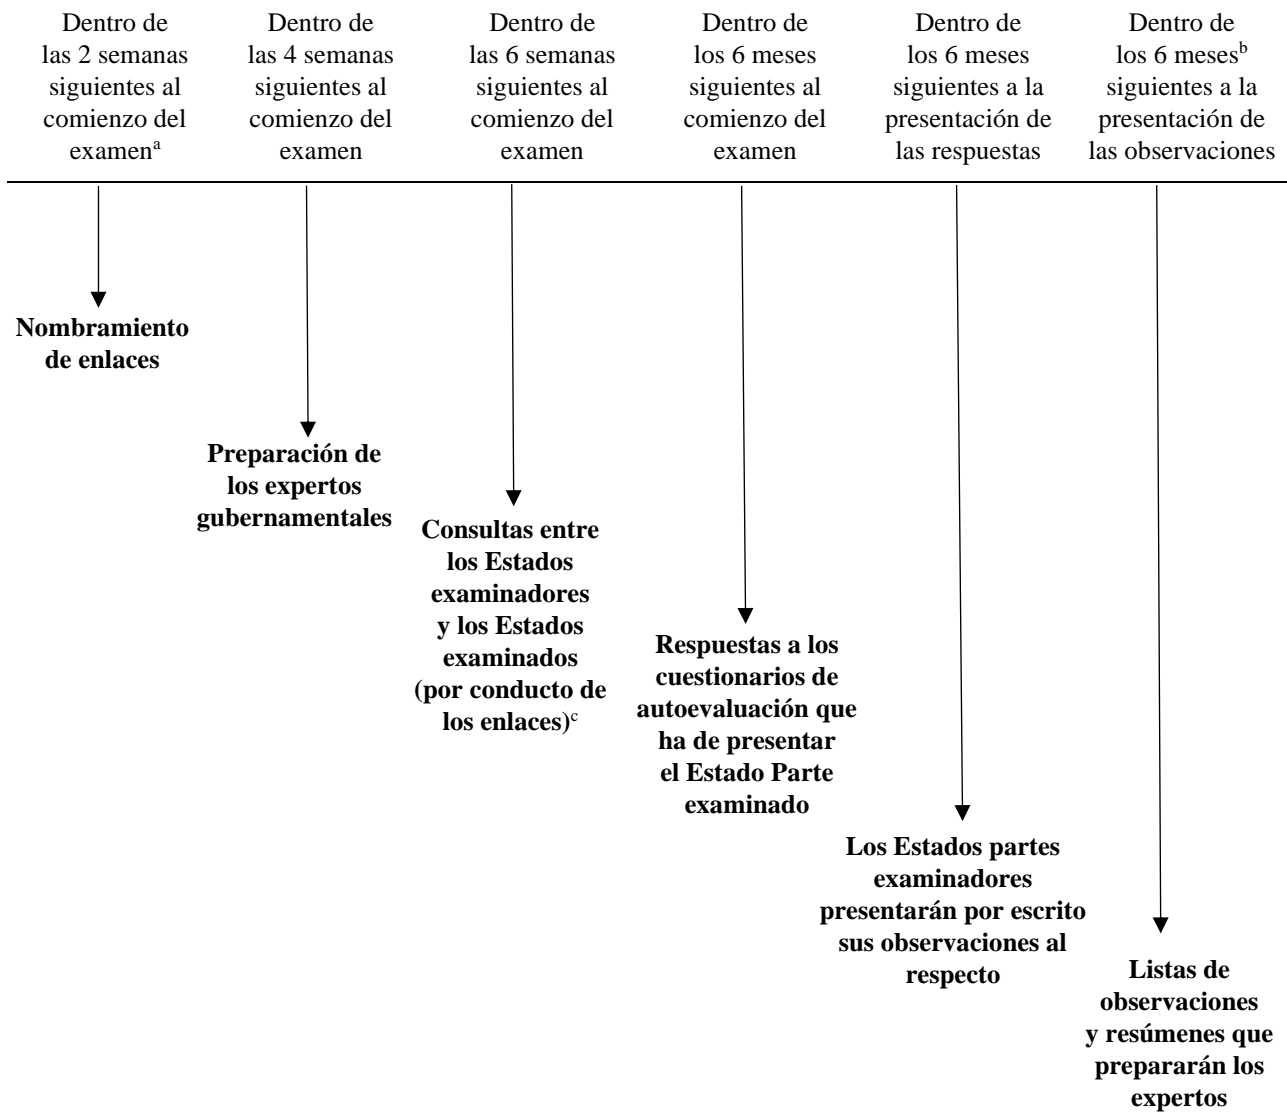 Dentro de
las 2 semanas
siguientes al
comienzo del
examenᵃ
Dentro de
las 4 semanas
siguientes al
comienzo del
examen
Dentro de
las 6 semanas
siguientes al
comienzo del
examen
Dentro de
los 6 meses
siguientes al
comienzo del
examen
Dentro de
los 6 meses
siguientes a la
presentación de
las respuestas
Dentro de
los 6 mesesᵇ
siguientes a la
presentación de
las observaciones
Nombramiento
de enlaces
Preparación de
los expertos
gubernamentales
Consultas entre
los Estados
examinadores
y los Estados
examinados
(por conducto de
los enlaces)ᶜ
Respuestas a los
cuestionarios de
autoevaluación que
ha de presentar
el Estado Parte
examinado
Los Estados partes
examinadores
presentarán por escrito
sus observaciones al
respecto
Listas de
observaciones
y resúmenes que
prepararán los
expertos